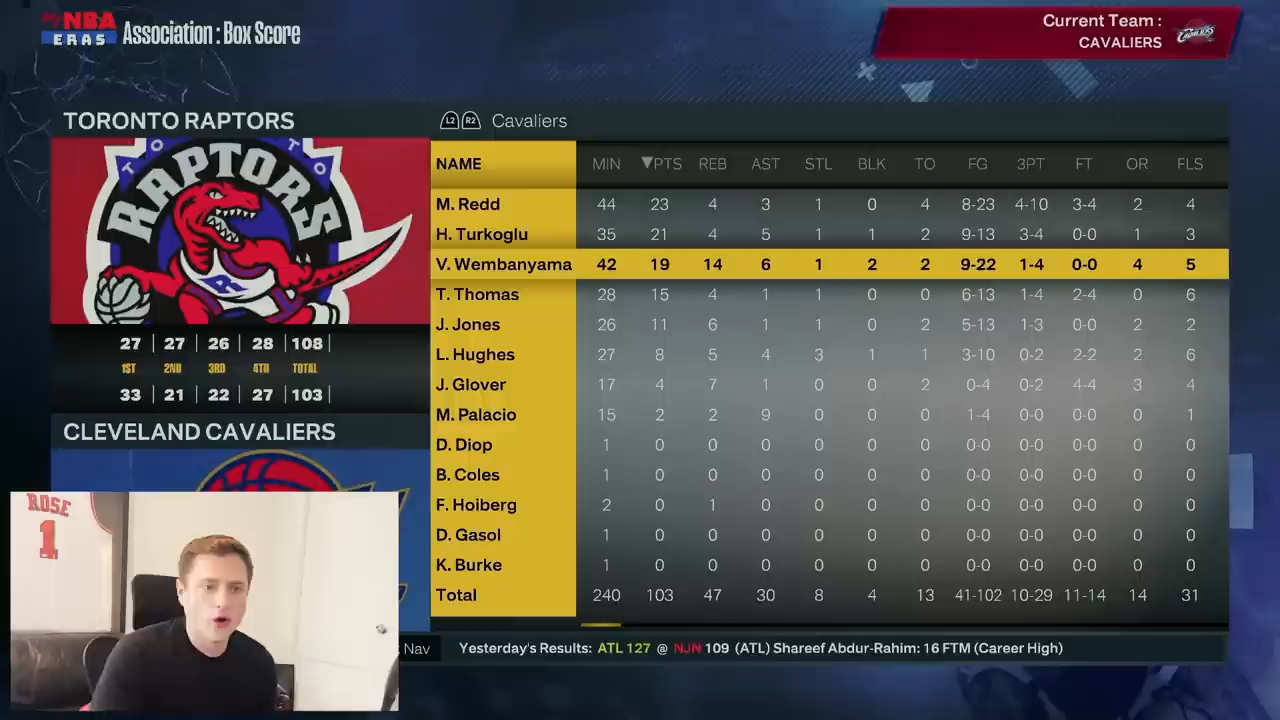 My NBA ERAS Association : Box Score
Current Team :
CAVALIERS
CAVALIERS
TORONTO RAPTORS
TORONTO
RAPTORS
R
27 | 27 | 26 | 28 | 108 |
1ST 2ND 3RD 4TH TOTAL
33 | 21 | 22 | 27 | 103 |
CLEVELAND CAVALIERS
L2 R2 Cavaliers
NAME MIN ▼PTS REB AST STL BLK TO FG 3PT FT OR FLS
M. Redd 44 23 4 3 1 0 4 8-23 4-10 3-4 2 4
H. Turkoglu 35 21 4 5 1 1 2 9-13 3-4 0-0 1 3
V. Wembanyama 42 19 14 6 1 2 2 9-22 1-4 0-0 4 5
T. Thomas 28 15 4 1 1 0 0 6-13 1-4 2-4 0 6
J. Jones 26 11 6 1 1 0 2 5-13 1-3 0-0 2 2
L. Hughes 27 8 5 4 3 1 1 3-10 0-2 2-2 2 6
J. Glover 17 4 7 1 0 0 2 0-4 0-2 4-4 3 4
M. Palacio 15 2 2 9 0 0 0 1-4 0-0 0-0 0 1
D. Diop 1 0 0 0 0 0 0 0-0 0-0 0-0 0 0
B. Coles 1 0 0 0 0 0 0 0-0 0-0 0-0 0 0
F. Hoiberg 2 0 1 0 0 0 0 0-0 0-0 0-0 0 0
D. Gasol 1 0 0 0 0 0 0 0-0 0-0 0-0 0 0
K. Burke 1 0 0 0 0 0 0 0-0 0-0 0-0 0 0
Total 240 103 47 30 8 4 13 41-102 10-29 11-14 14 31
ROSE
1
Nav
Yesterday's Results: ATL 127 @ NJN 109 (ATL) Shareef Abdur-Rahim: 16 FTM (Career High)